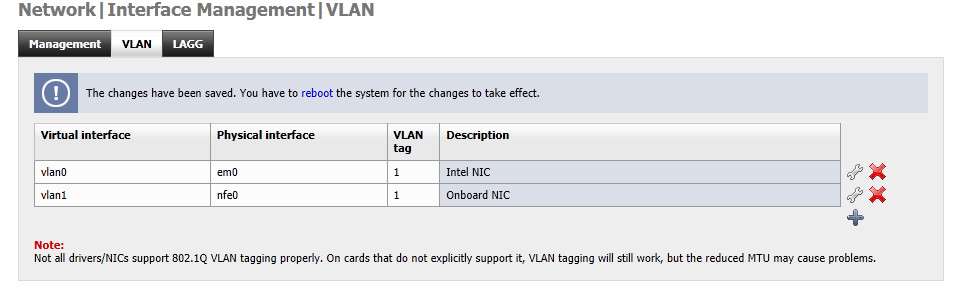 Network|Interface Management|VLAN
Management VLAN LAGG
The changes have been saved. You have to reboot the system for the changes to take effect.
Virtual interface Physical interface VLAN tag Description
vlan0 em0 1 Intel NIC
vlan1 nfe0 1 Onboard NIC
Note:
Not all drivers/NICs support 802.1Q VLAN tagging properly. On cards that do not explicitly support it, VLAN tagging will still work, but the reduced MTU may cause problems.